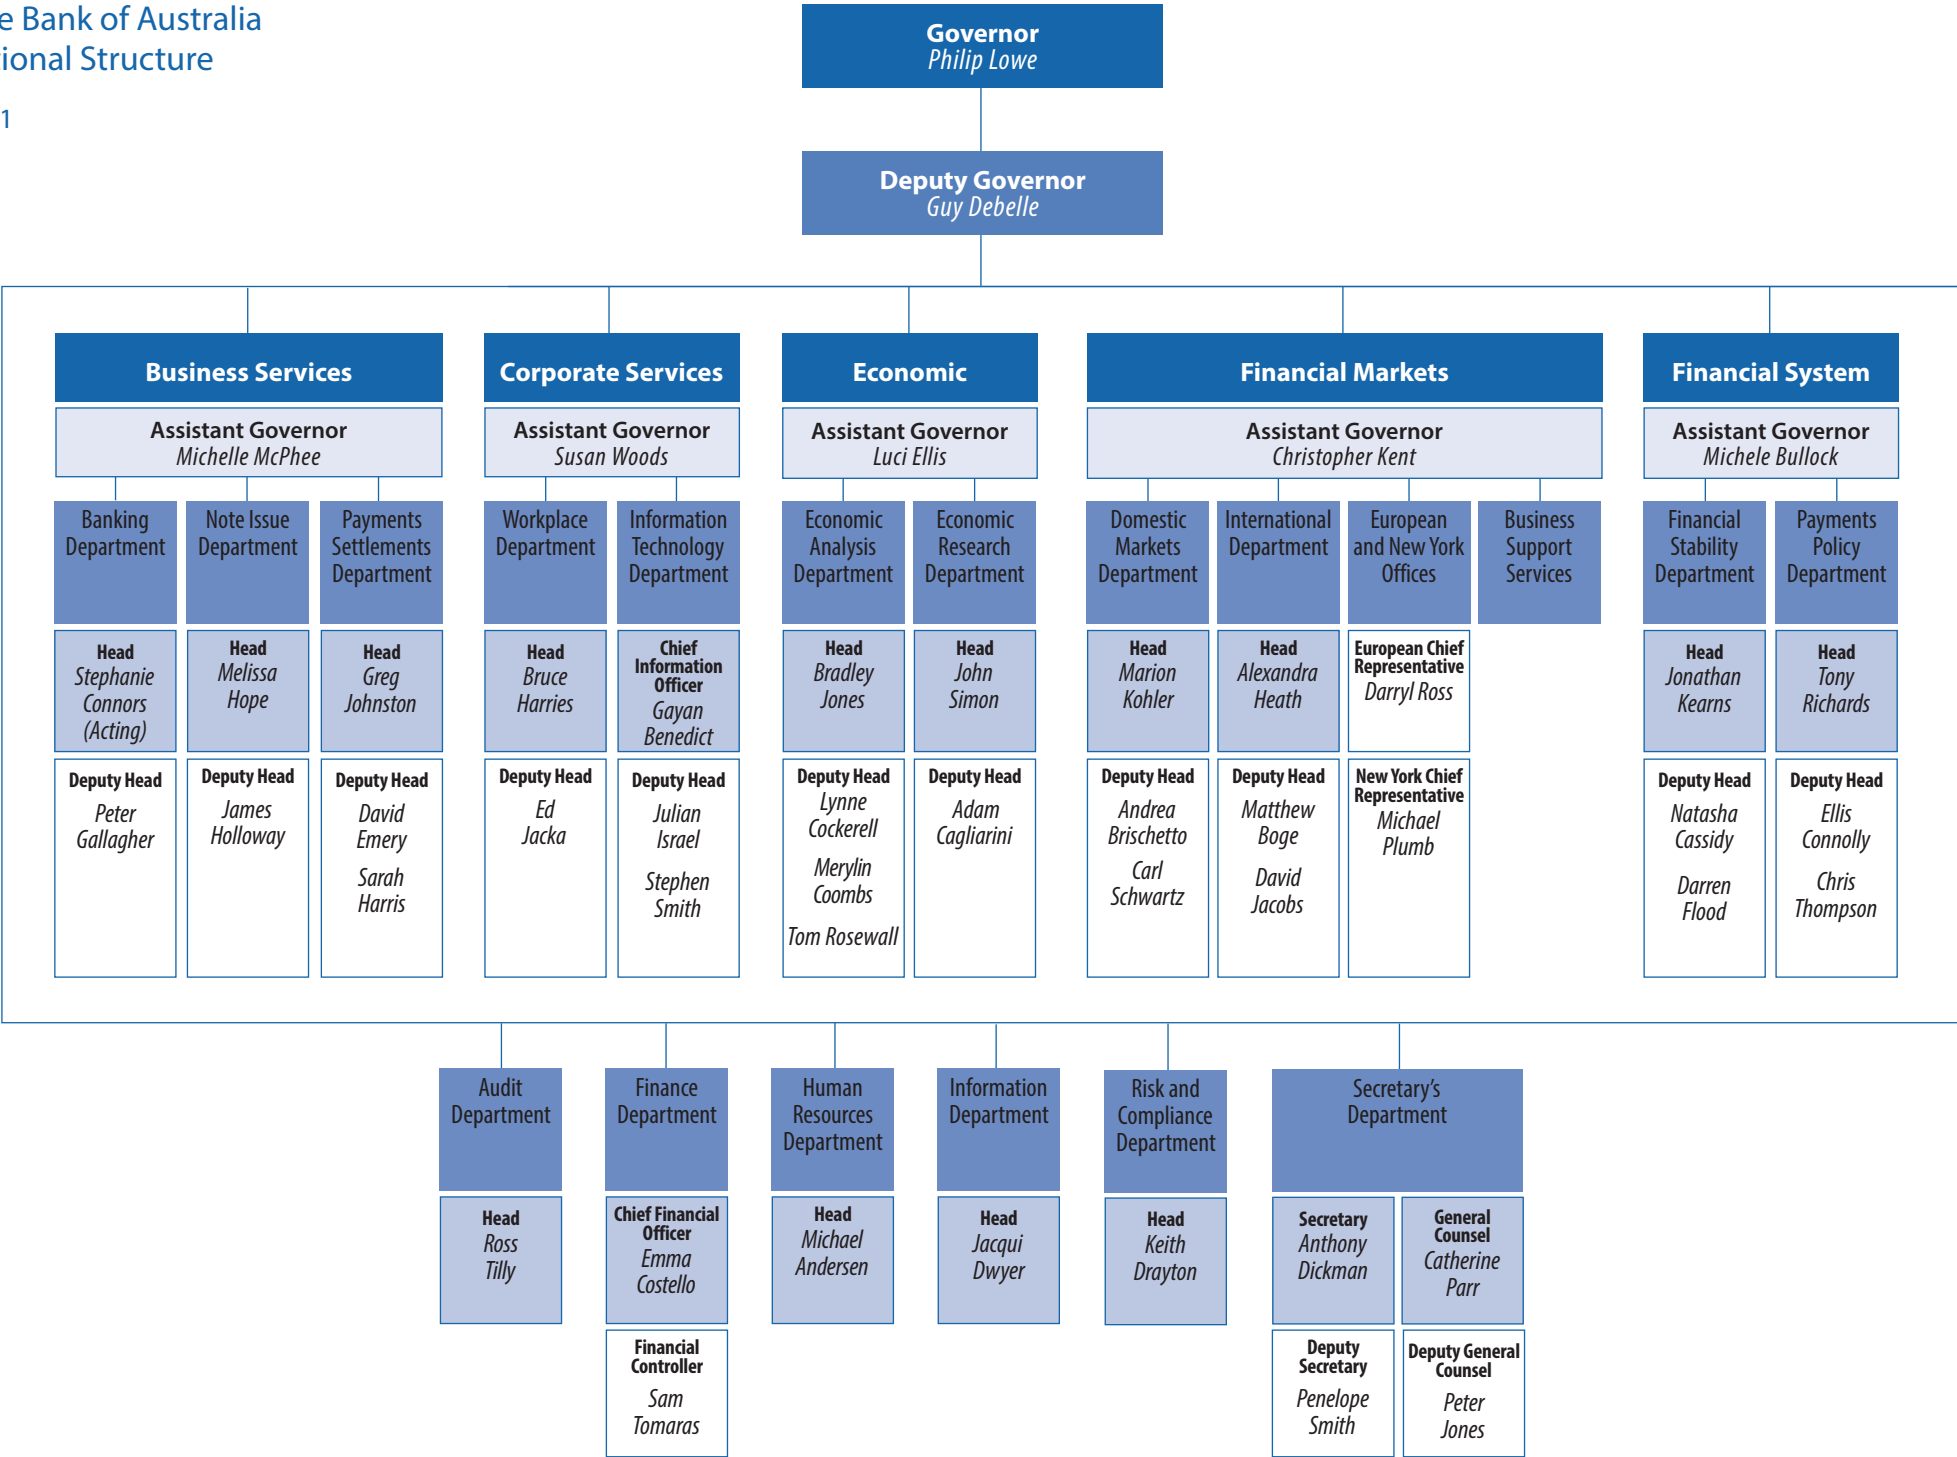 e Bank of Australia
tional Structure
1
Governor
Philip Lowe
Deputy Governor
Guy Debelle
Business Services
Assistant Governor
Michelle McPhee
Banking
Department
Head
Stephanie
Connors
(Acting)
Deputy Head
Peter
Gallagher
Note Issue
Department
Head
Melissa
Hope
Deputy Head
James
Holloway
Payments
Settlements
Department
Head
Greg
Johnston
Deputy Head
David
Emery
Sarah
Harris
Corporate Services
Assistant Governor
Susan Woods
Workplace
Department
Head
Bruce
Harries
Deputy Head
Ed
Jacka
Information
Technology
Department
Chief
Information
Officer
Gayan
Benedict
Deputy Head
Julian
Israel
Stephen
Smith
Economic
Assistant Governor
Luci Ellis
Economic
Analysis
Department
Head
Bradley
Jones
Deputy Head
Lynne
Cockerell
Merylin
Coombs
Tom Rosewall
Economic
Research
Department
Head
John
Simon
Deputy Head
Adam
Cagliarini
Financial Markets
Assistant Governor
Christopher Kent
Domestic
Markets
Department
Head
Marion
Kohler
Deputy Head
Andrea
Brischetto
Carl
Schwartz
International
Department
Head
Alexandra
Heath
Deputy Head
Matthew
Boge
David
Jacobs
European
and New York
Offices
European Chief
Representative
Darryl Ross
New York Chief
Representative
Michael
Plumb
Business
Support
Services
Financial System
Assistant Governor
Michele Bullock
Financial
Stability
Department
Head
Jonathan
Kearns
Deputy Head
Natasha
Cassidy
Darren
Flood
Payments
Policy
Department
Head
Tony
Richards
Deputy Head
Ellis
Connolly
Chris
Thompson
Audit
Department
Head
Ross
Tilly
Finance
Department
Chief Financial
Officer
Emma
Costello
Financial
Controller
Sam
Tomaras
Human
Resources
Department
Head
Michael
Andersen
Information
Department
Head
Jacqui
Dwyer
Risk and
Compliance
Department
Head
Keith
Drayton
Secretary's
Department
Secretary
Anthony
Dickman
Deputy
Secretary
Penelope
Smith
General
Counsel
Catherine
Parr
Deputy General
Counsel
Peter
Jones